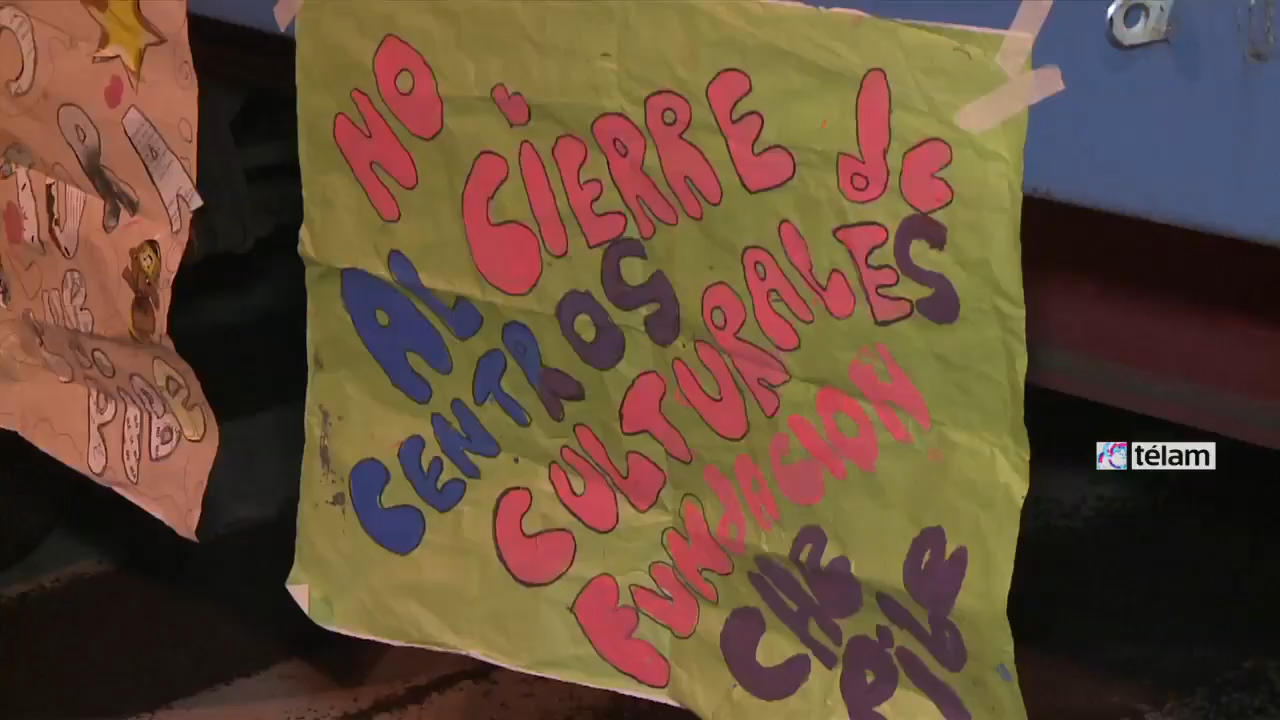 NO CIERRE de
AL
CENTROS
CULTURALES
FUNDACION
CHE
PIBE
télam